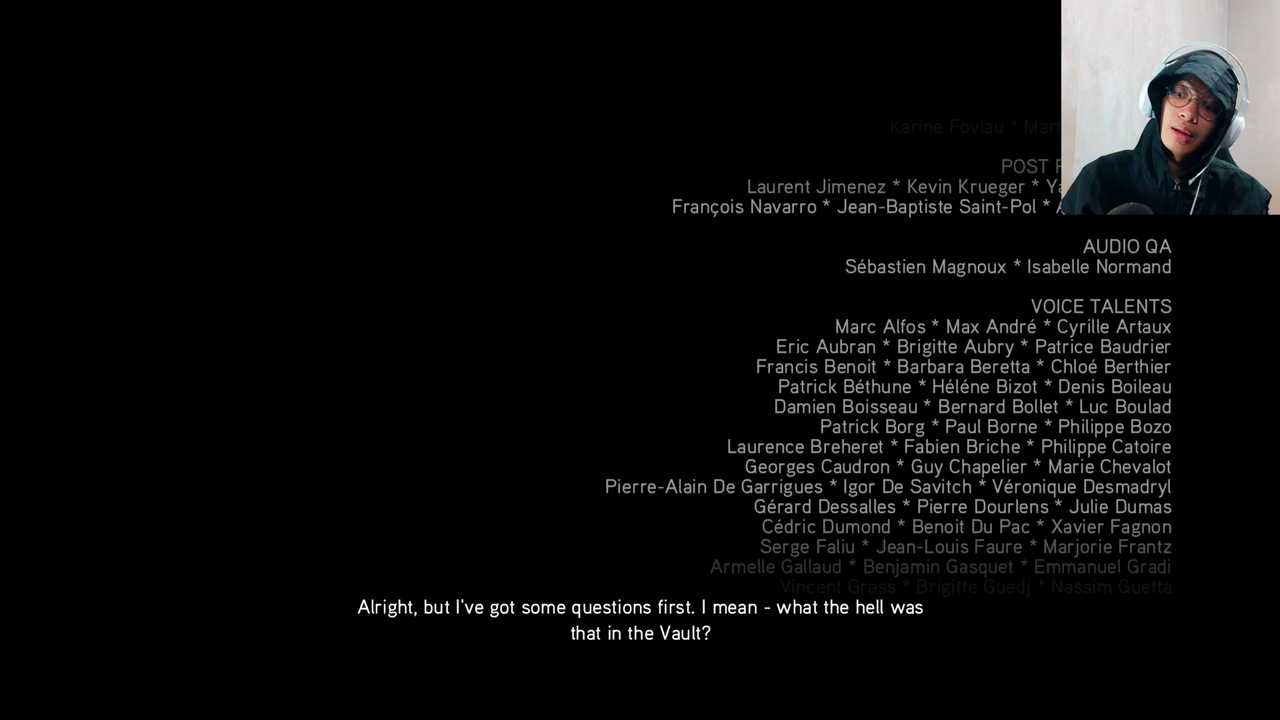 Karine Foviau * Mar
POST
Laurent Jimenez * Kevin Krueger * Ya
François Navarro * Jean-Baptiste Saint-Pol *
AUDIO QA
Sébastien Magnoux * Isabelle Normand
VOICE TALENTS
Marc Alfos * Max André * Cyrille Artaux
Eric Aubran * Brigitte Aubry * Patrice Baudrier
Francis Benoit * Barbara Beretta * Chloé Berthier
Patrick Béthune * Héléne Bizot * Denis Boileau
Damien Boisseau * Bernard Bollet * Luc Boulad
Patrick Borg * Paul Borne * Philippe Bozo
Laurence Breheret * Fabien Briche * Philippe Catoire
Georges Caudron * Guy Chapelier * Marie Chevalot
Pierre-Alain De Garrigues * Igor De Savitch * Véronique Desmadryl
Gérard Dessalles * Pierre Dourlens * Julie Dumas
Cédric Dumond * Benoit Du Pac * Xavier Fagnon
Serge Faliu * Jean-Louis Faure * Marjorie Frantz
Armelle Gallaud * Benjamin Gasquet * Emmanuel Gradi
Vincent Grass * Brigitte Guedj * Nassim Guetta
Alright, but I've got some questions first. I mean - what the hell was
that in the Vault?